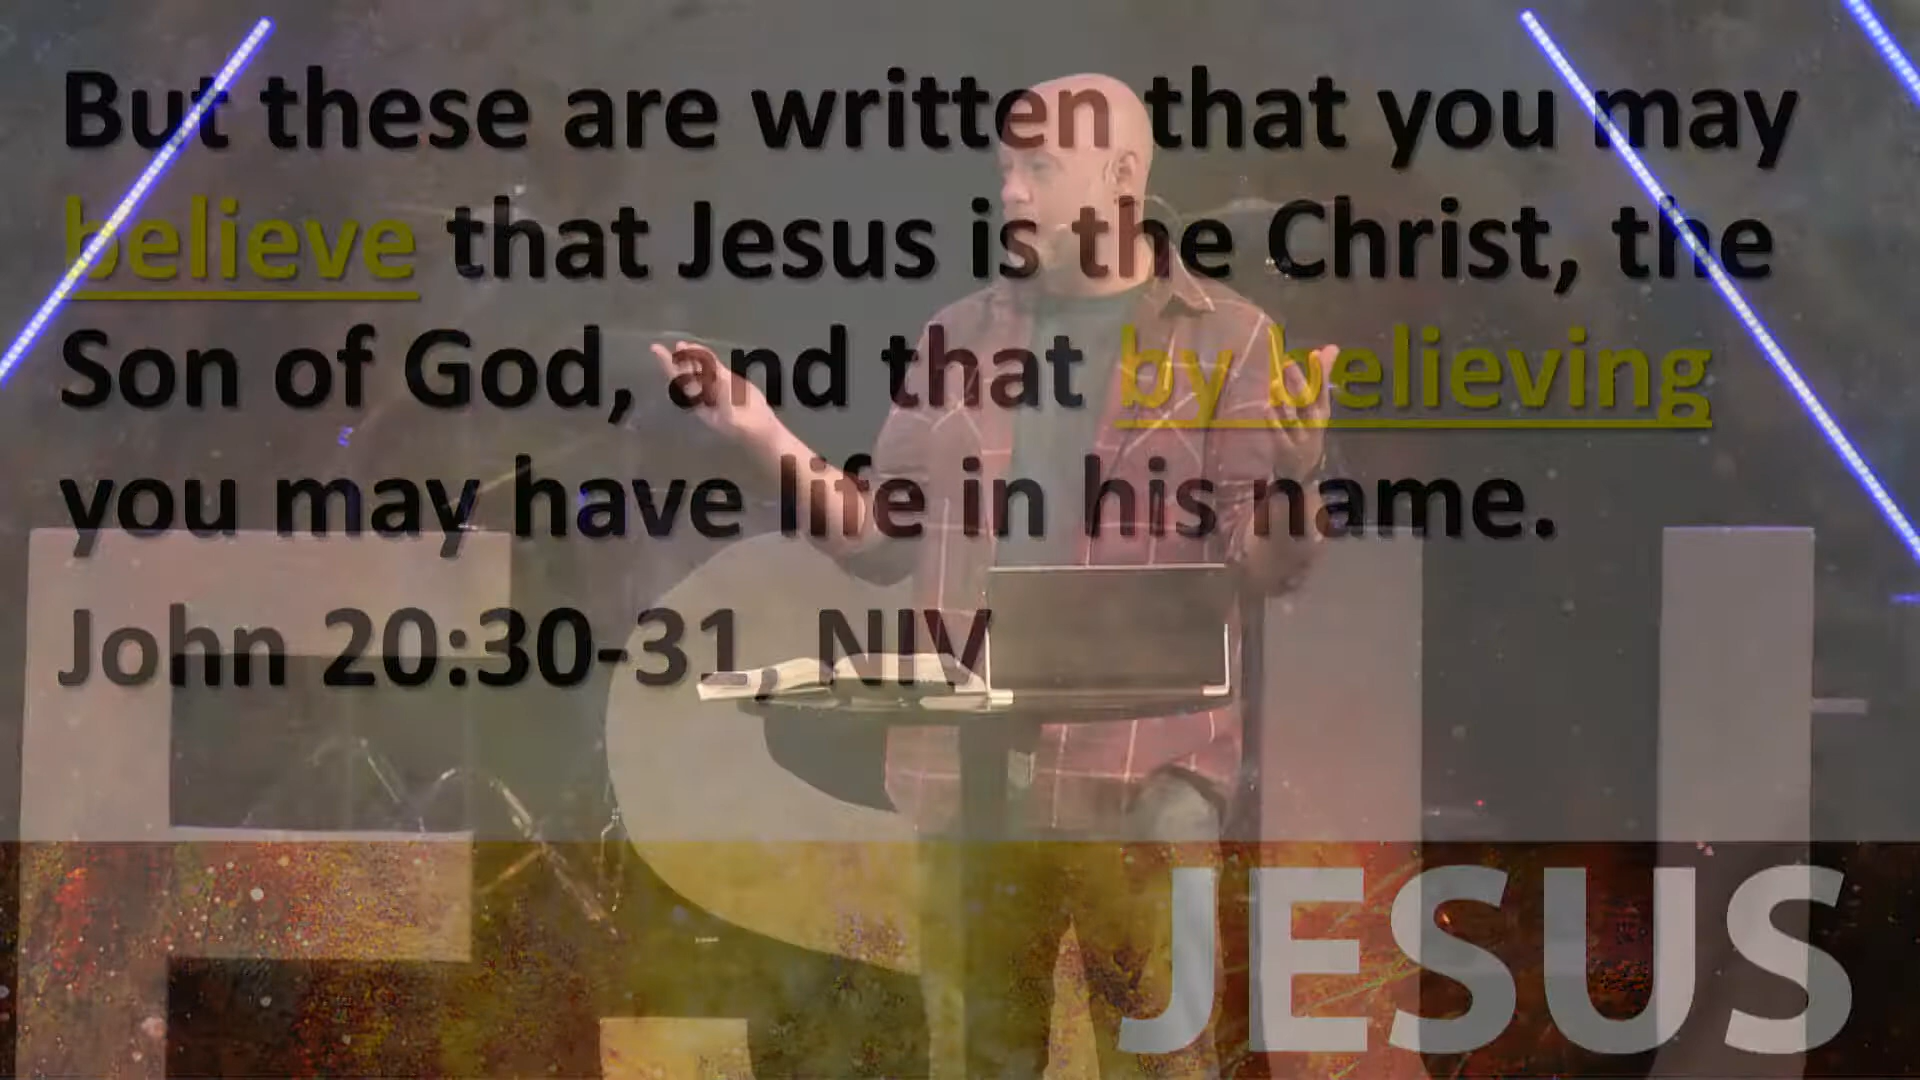 But these are written that you may
believe that Jesus is the Christ, the
Son of God, and that by believing
you may have life in his name.
John 20:30-31, NIV
ESU
JESUS